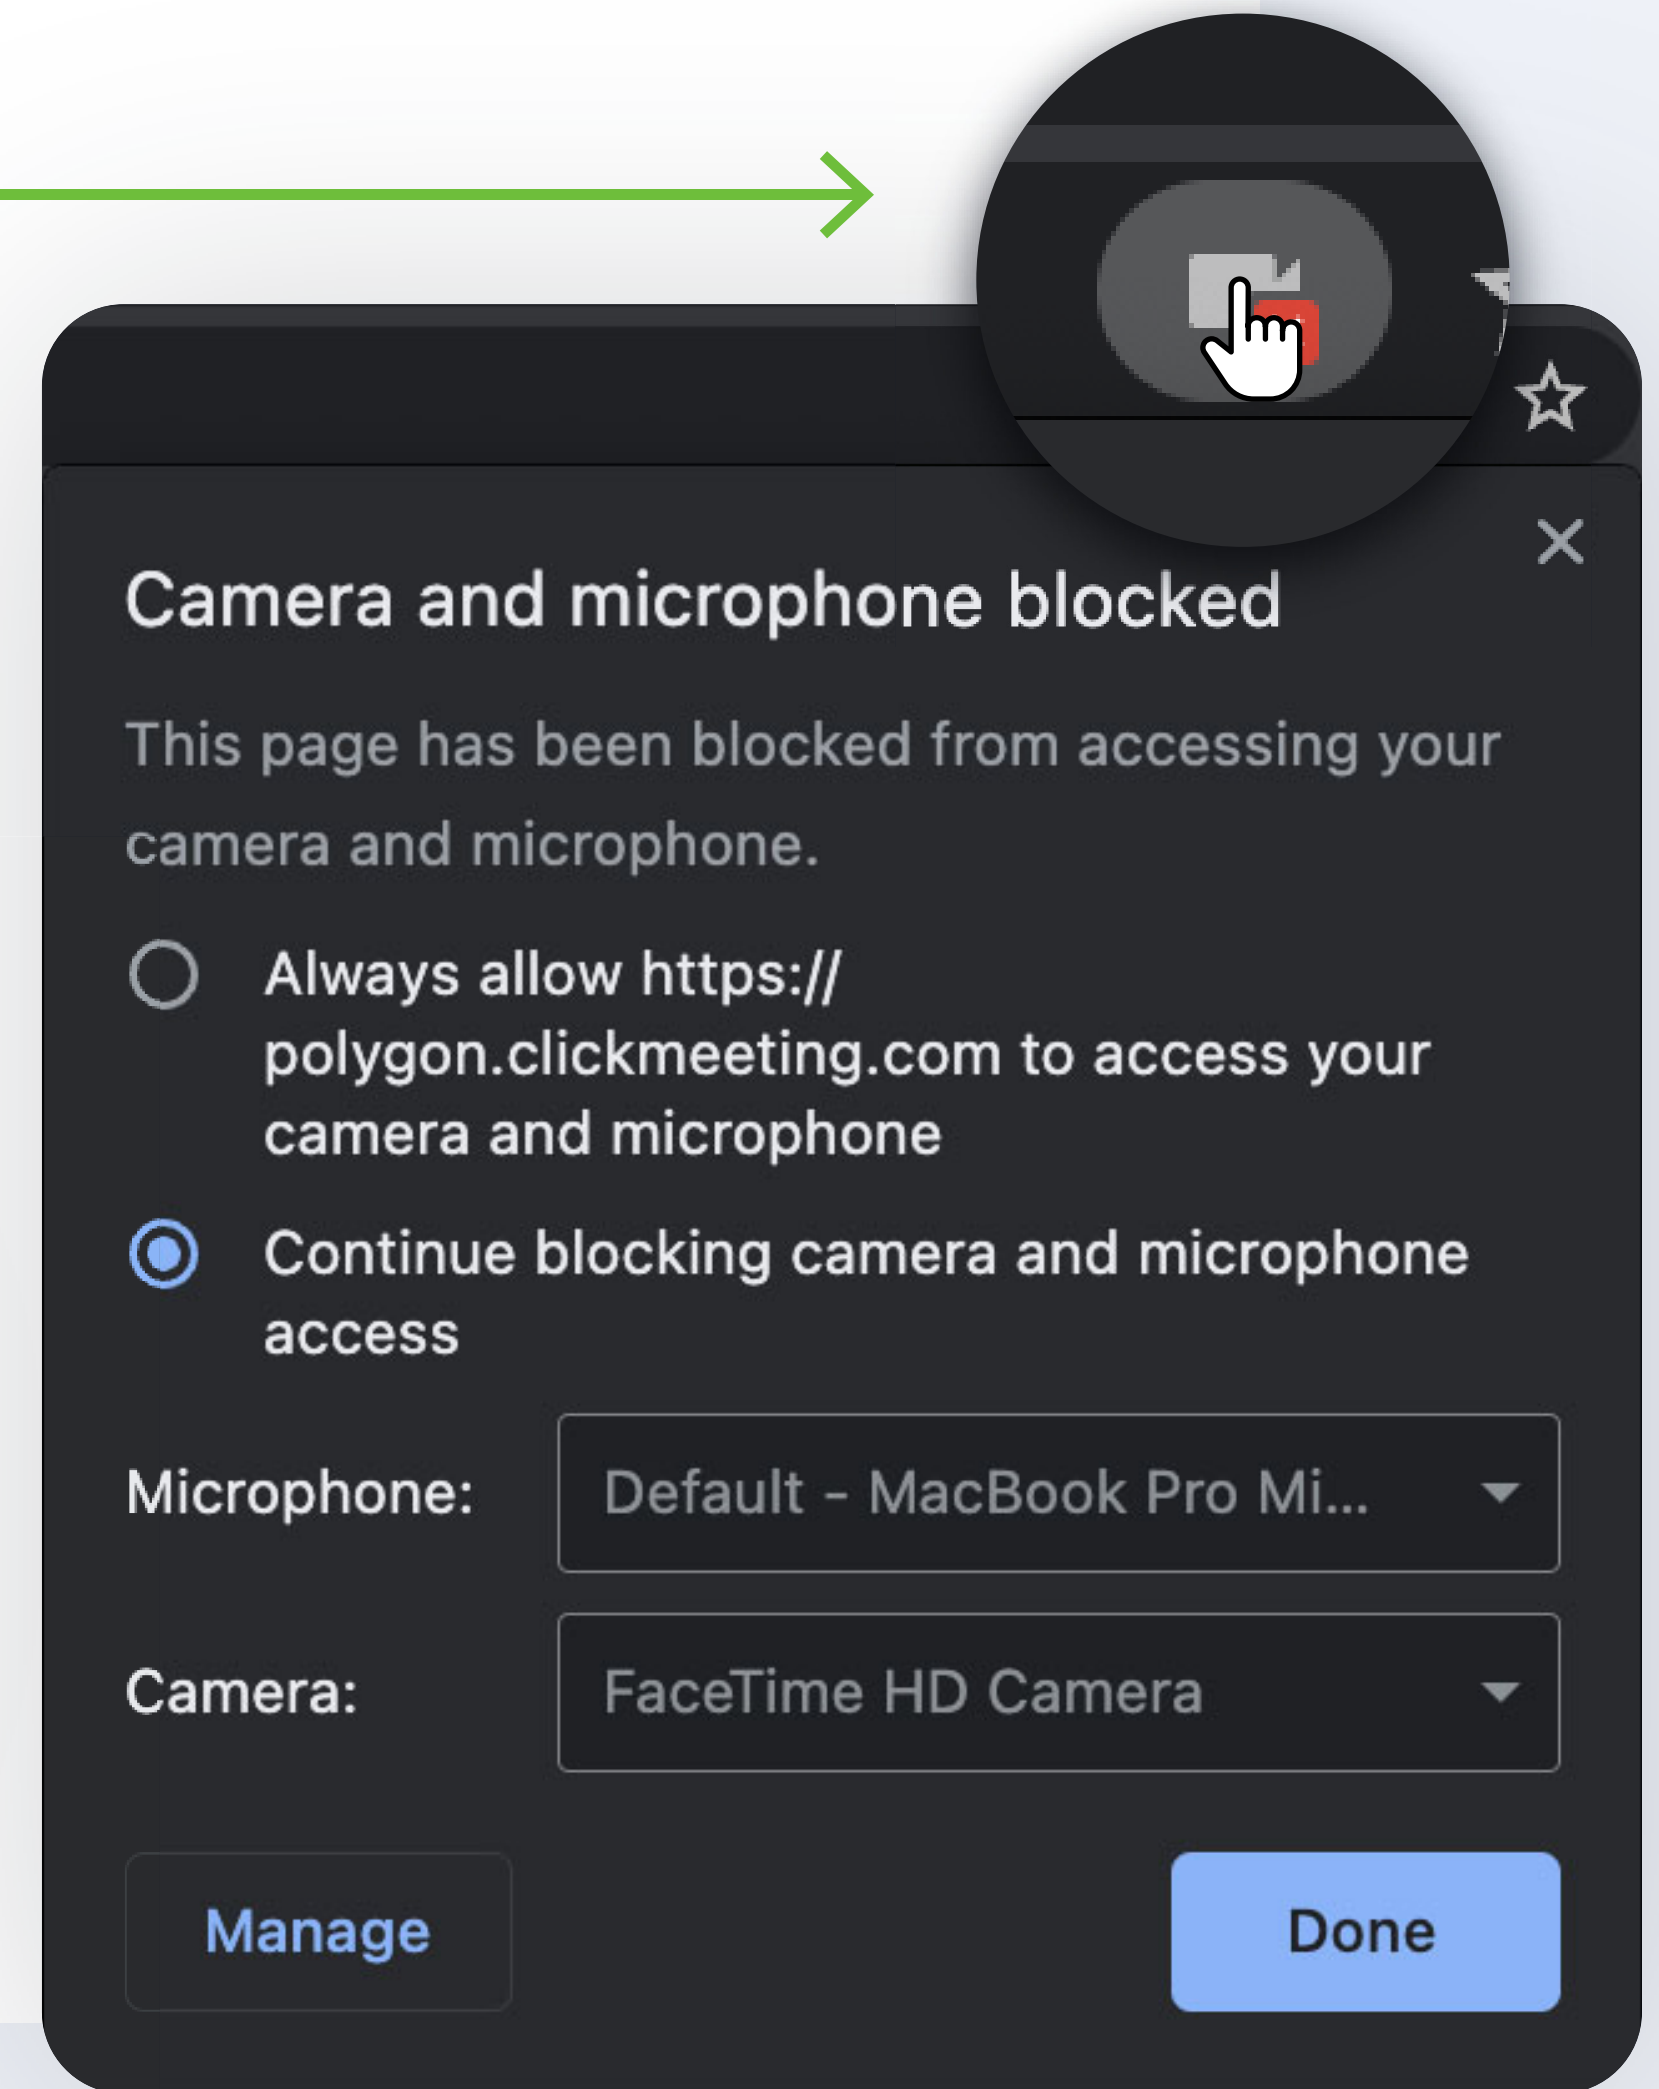 Camera and microphone blocked
This page has been blocked from accessing your
camera and microphone.
Always allow https://
polygon.clickmeeting.com to access your
camera and microphone
Continue blocking camera and microphone
access
Microphone:
Default - MacBook Pro Mi...
Camera:
FaceTime HD Camera
Manage
Done